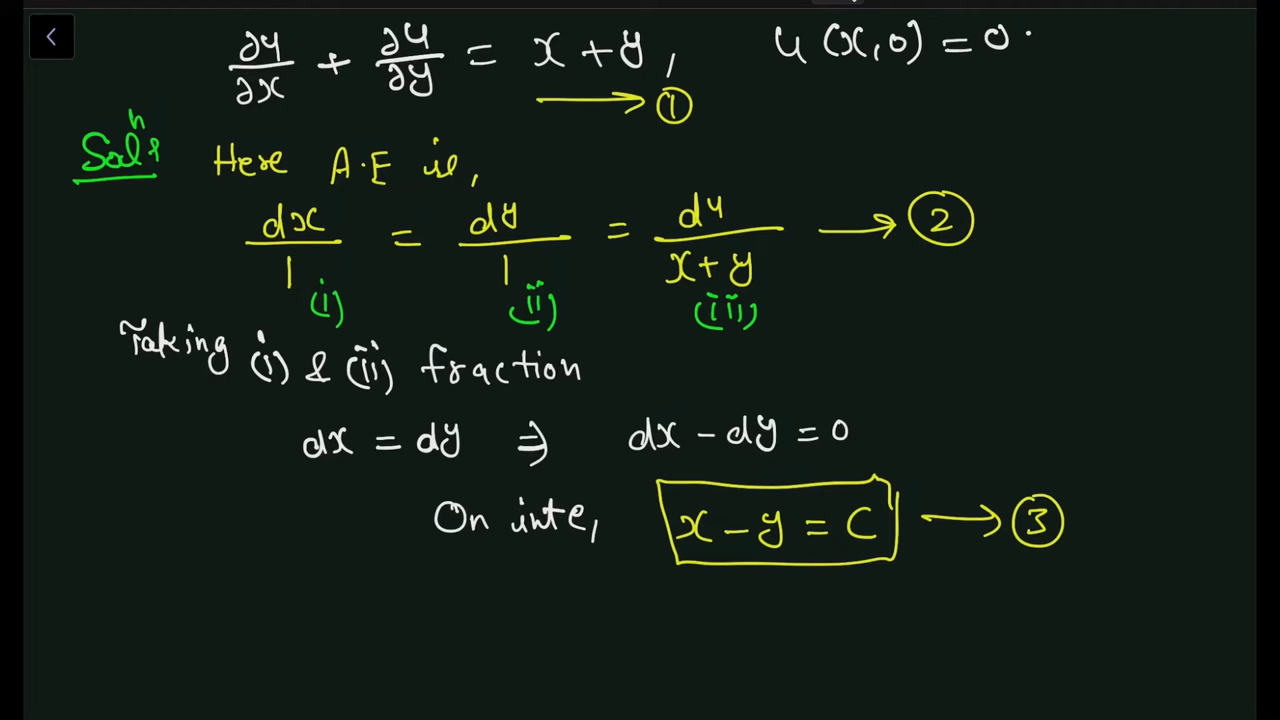 ∂u/∂x + ∂u/∂y = x + y, u(x,0) = 0.
⟶ ①
Solⁿ: Here A.E is,
dx/1 = dy/1 = du/(x+y) ⟶ ②
(i) (ii) (iii)
Taking (i) & (ii) fraction
dx = dy ⇒ dx - dy = 0
On inte, x - y = C ⟶ ③